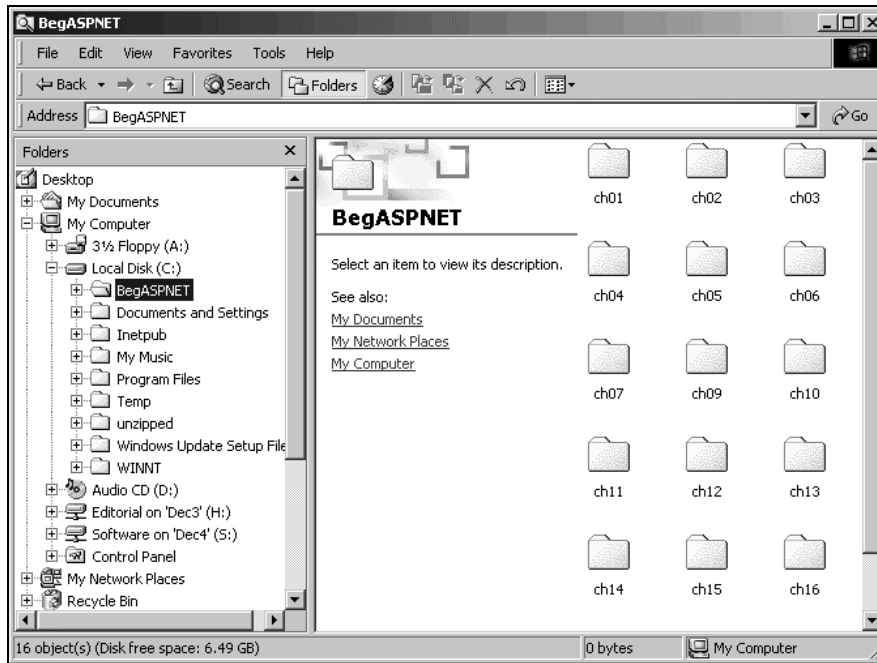 BegASPNET
File Edit View Favorites Tools Help
Back Search Folders
Address BegASPNET Go
Folders
Desktop
My Documents
My Computer
3½ Floppy (A:)
Local Disk (C:)
BegASPNET
Documents and Settings
Inetpub
My Music
Program Files
Temp
unzipped
Windows Update Setup File
WINNT
Audio CD (D:)
Editorial on 'Dec3' (H:)
Software on 'Dec4' (S:)
Control Panel
My Network Places
Recycle Bin
BegASPNET
Select an item to view its description.
See also:
My Documents
My Network Places
My Computer
ch01 ch02 ch03
ch04 ch05 ch06
ch07 ch09 ch10
ch11 ch12 ch13
ch14 ch15 ch16
16 object(s) (Disk free space: 6.49 GB) 0 bytes My Computer